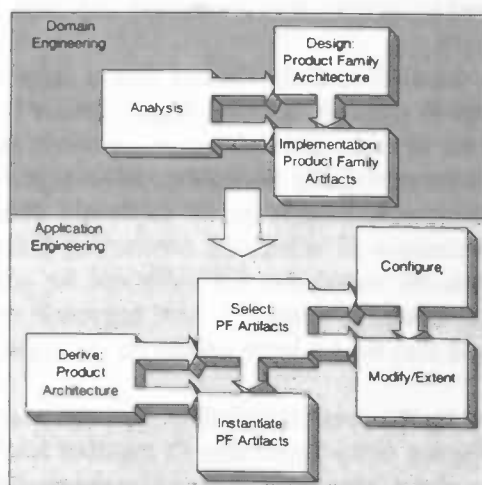 Domain
Engineering
Design:
Product Family
Architecture
Analysis
Implementation:
Product Family
Artifacts
Application
Engineering
Configure,
Select:
PF Artifacts
Derive:
Product
Architecture
Modify/Extent
Instantiate
PF Artifacts